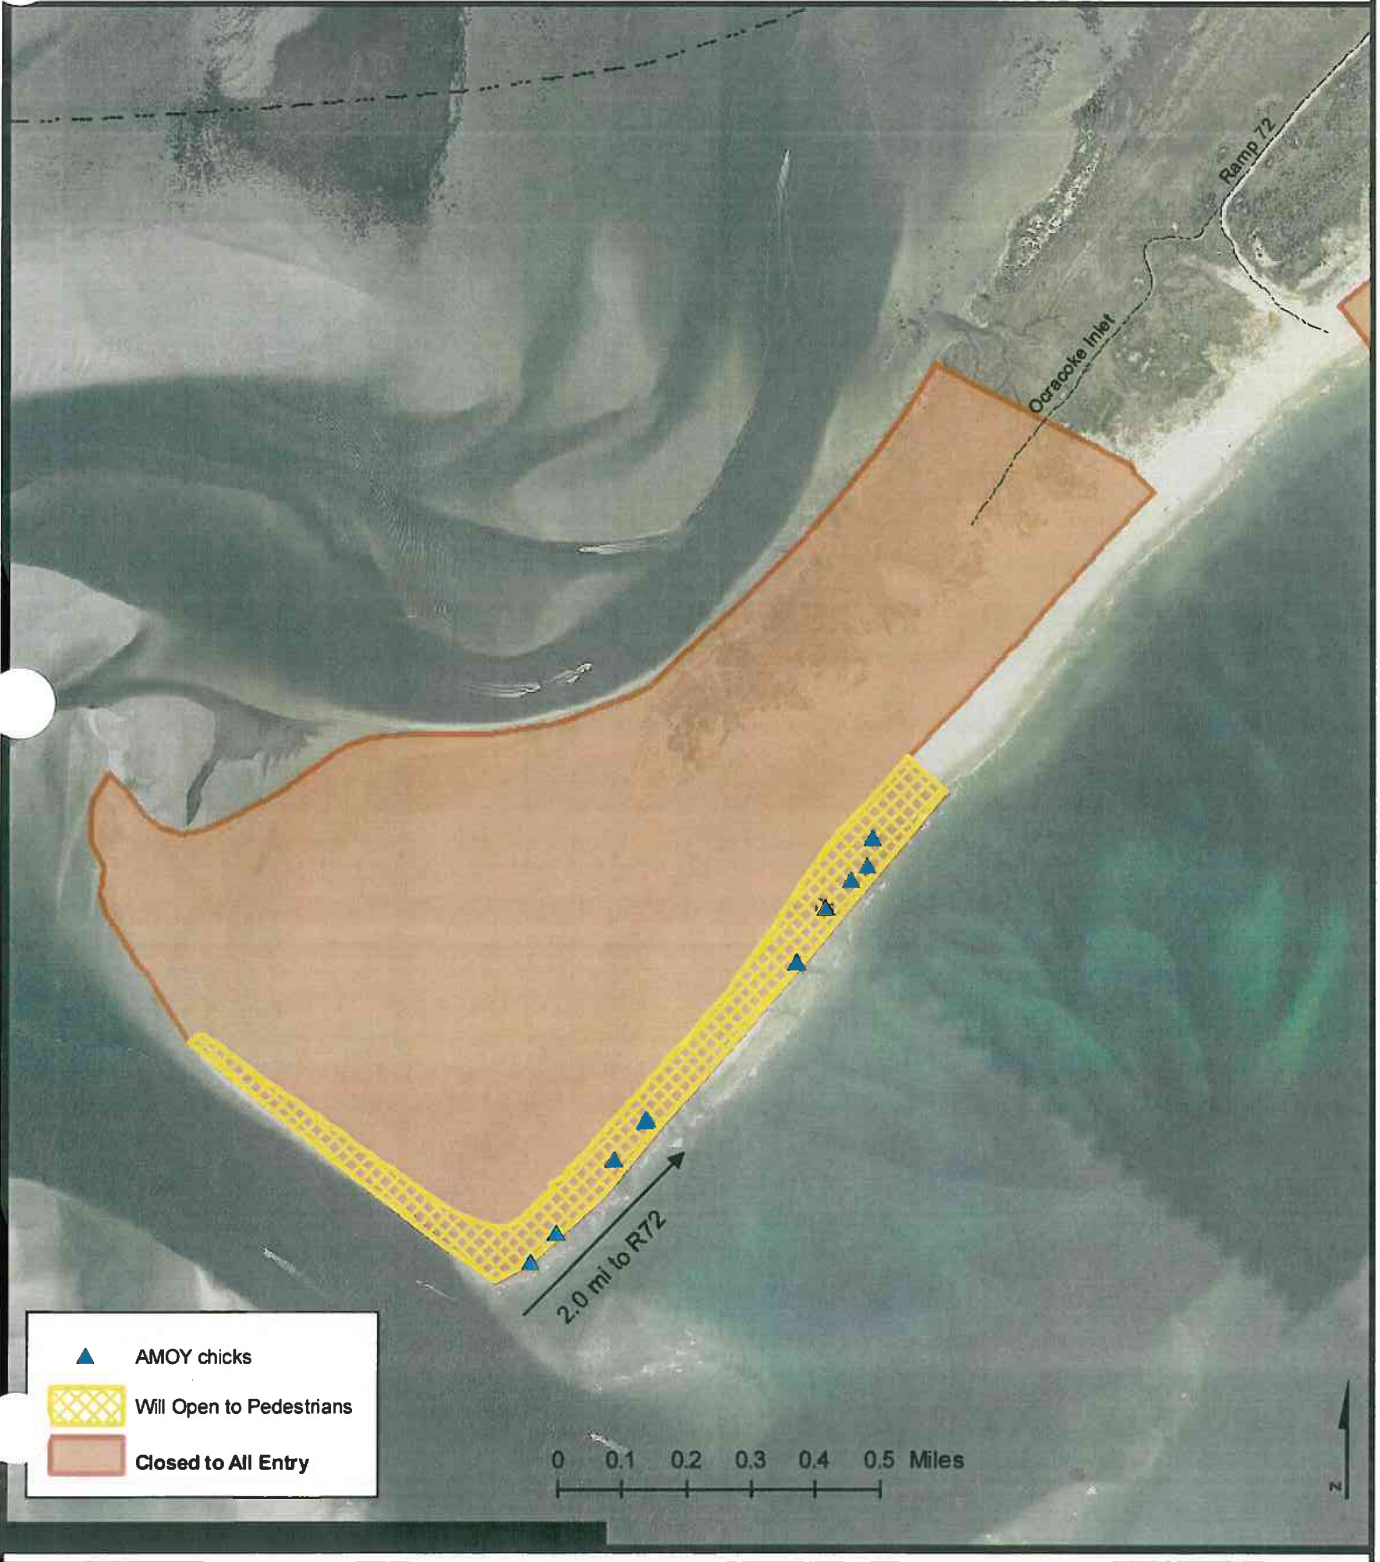 Ramp 72
Ocracoke Inlet
2.0 mi to R72
AMOY chicks
Will Open to Pedestrians
Closed to All Entry
0 0.1 0.2 0.3 0.4 0.5 Miles
N